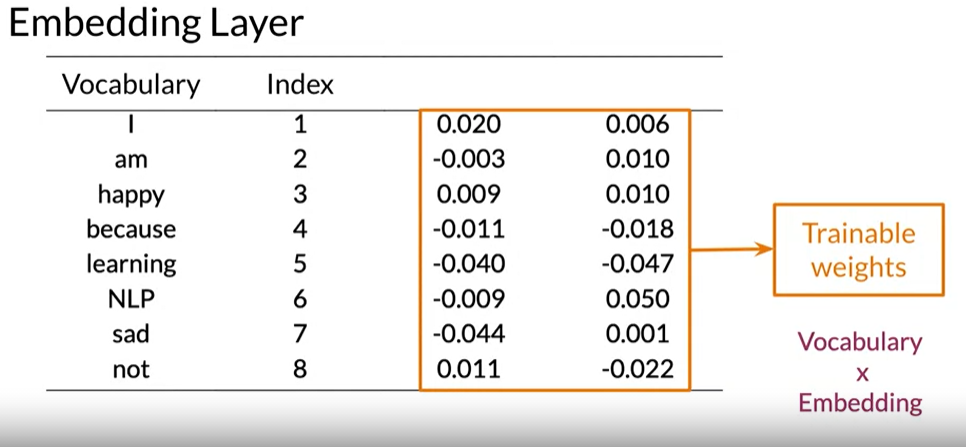 Embedding Layer
Vocabulary Index
I 1 0.020 0.006
am 2 -0.003 0.010
happy 3 0.009 0.010
because 4 -0.011 -0.018
learning 5 -0.040 -0.047
NLP 6 -0.009 0.050
sad 7 -0.044 0.001
not 8 0.011 -0.022
Trainable
weights
Vocabulary
x
Embedding